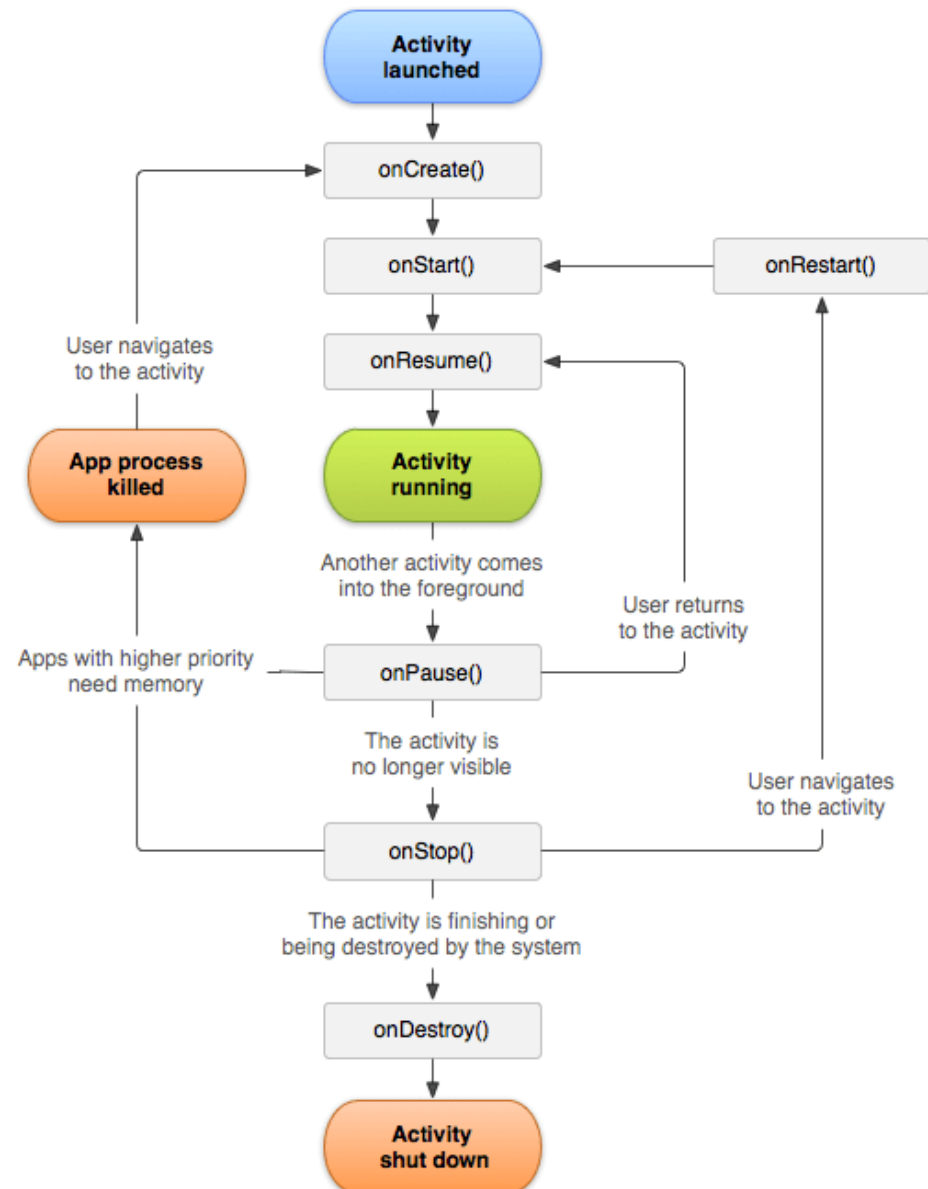 Activity
launched
onCreate()
onStart()
onRestart()
User navigates
to the activity
onResume()
App process
killed
Activity
running
Another activity comes
into the foreground
User returns
to the activity
Apps with higher priority
need memory
onPause()
The activity is
no longer visible
User navigates
to the activity
onStop()
The activity is finishing or
being destroyed by the system
onDestroy()
Activity
shut down